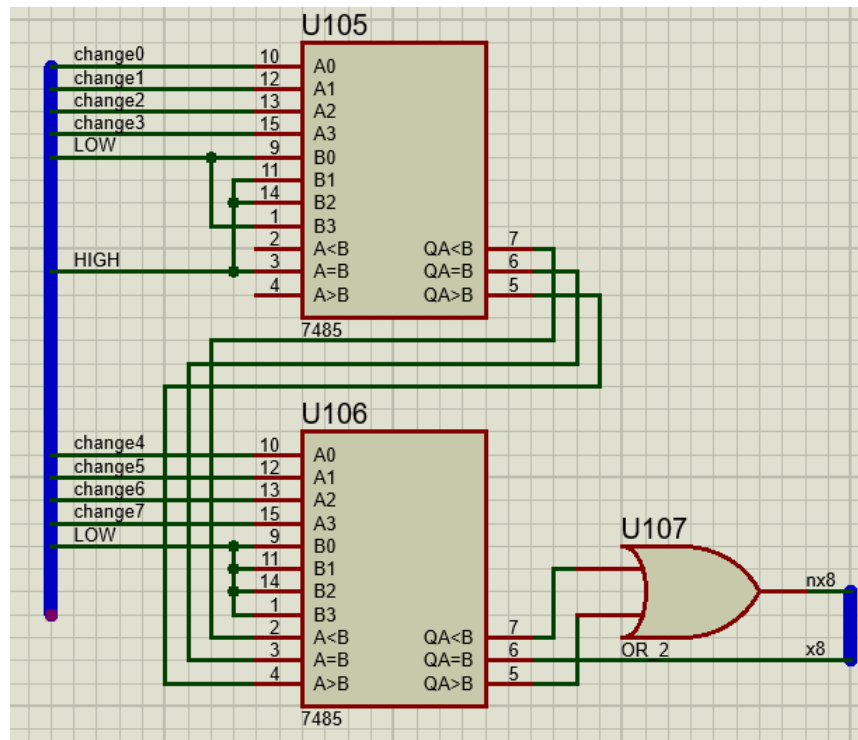 U105
change0 10 A0
change1 12 A1
change2 13 A2
change3 15 A3
LOW 9 B0
11 B1
14 B2
1 B3
2 A<B QA<B 7
HIGH 3 A=B QA=B 6
4 A>B QA>B 5
7485
U106
change4 10 A0
change5 12 A1
change6 13 A2
change7 15 A3
LOW 9 B0
11 B1
14 B2
1 B3
2 A<B QA<B 7
3 A=B QA=B 6
4 A>B QA>B 5
7485
U107
nx8
OR_2
x8